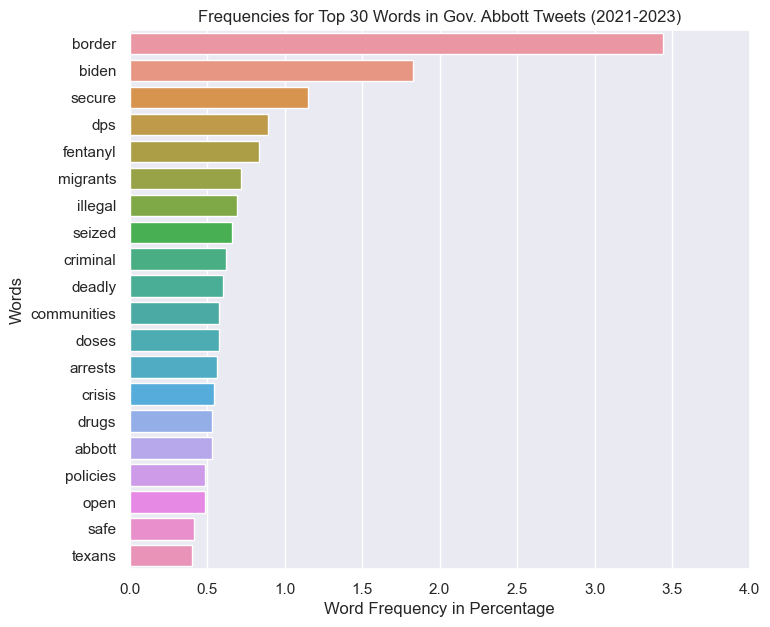 Frequencies for Top 30 Words in Gov. Abbott Tweets (2021-2023)
border
biden
secure
dps
fentanyl
migrants
illegal
seized
criminal
deadly
communities
doses
arrests
crisis
drugs
abbott
policies
open
safe
texans
Words
0.0 0.5 1.0 1.5 2.0 2.5 3.0 3.5 4.0
Word Frequency in Percentage